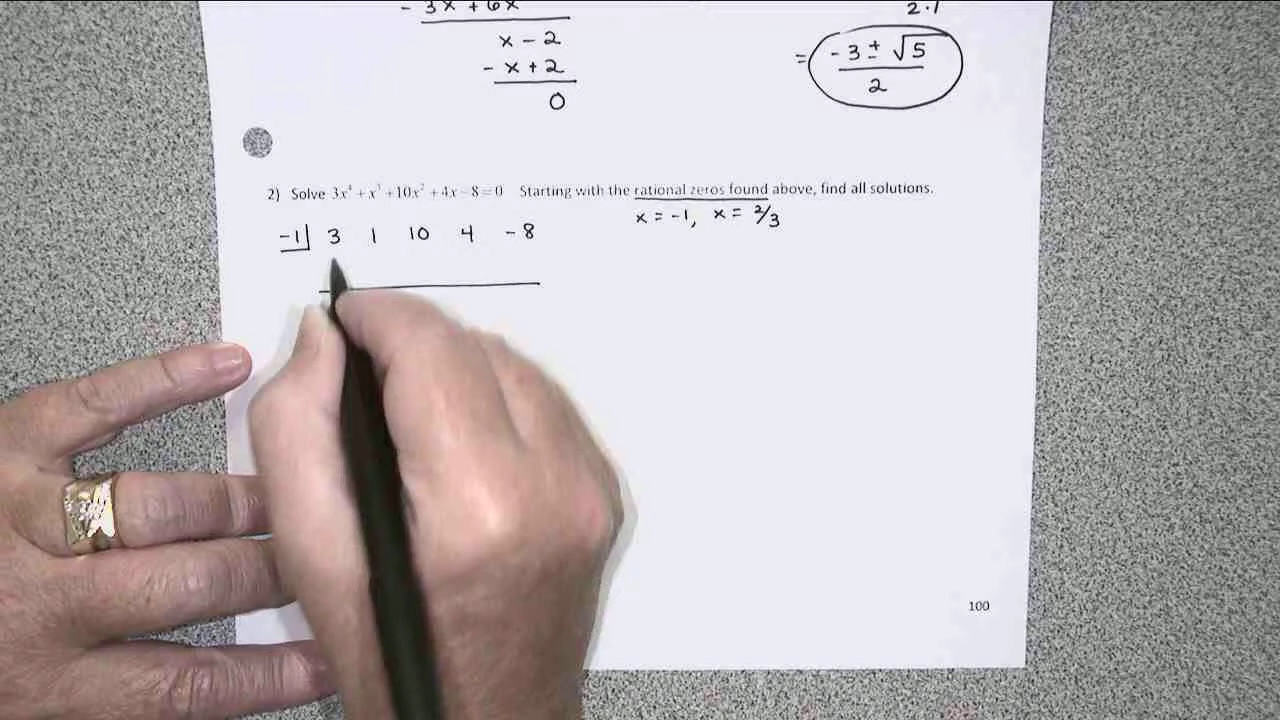 - 3x + 6x
2·1
x - 2
- x + 2
0
= -3 ± √5 / 2
2) Solve 3x⁴ + x³ +10x² + 4x – 8 = 0 Starting with the rational zeros found above, find all solutions.
x = -1, x = 2/3
-1| 3 1 10 4 -8
100